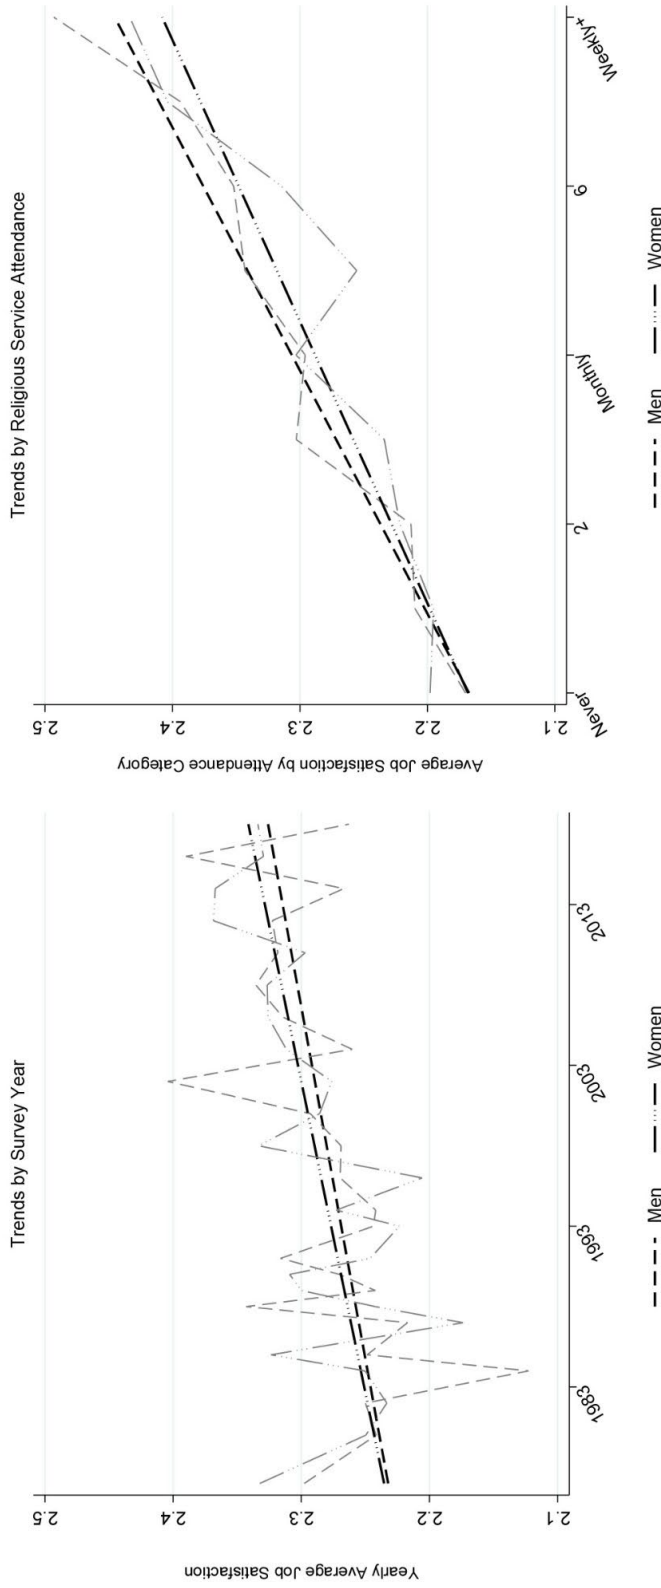 Trends by Survey Year
Yearly Average Job Satisfaction
2.5
2.4
2.3
2.2
2.1
1983
1993
2003
2013
Men
Women
Trends by Religious Service Attendance
Average Job Satisfaction by Attendance Category
2.5
2.4
2.3
2.2
2.1
Never
2
Monthly
6
Weekly+
Men
Women